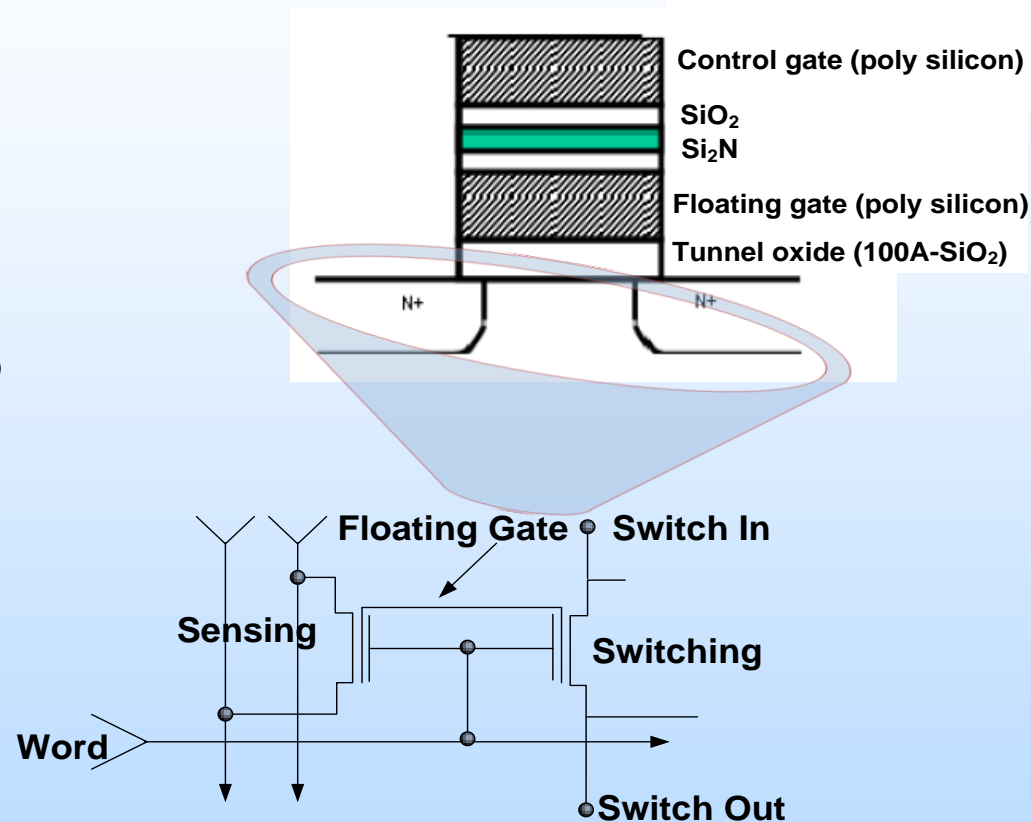 Control gate (poly silicon)
SiO₂
Si₂N
Floating gate (poly silicon)
Tunnel oxide (100A-SiO₂)
N+ N+
)
Floating Gate Switch In
Sensing
Switching
Word
Switch Out